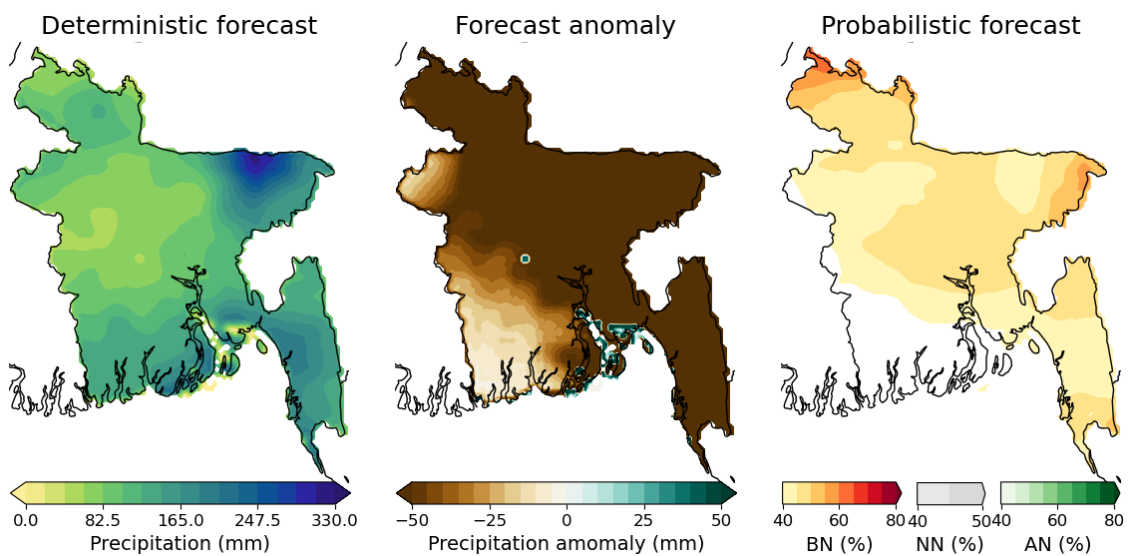 Deterministic forecast
Forecast anomaly
Probabilistic forecast
0.0 82.5 165.0 247.5 330.0
Precipitation (mm)
−50 −25 0 25 50
Precipitation amomaly (mm)
40 60 80
BN (%)
40 50
NN (%)
40 60 80
AN (%)